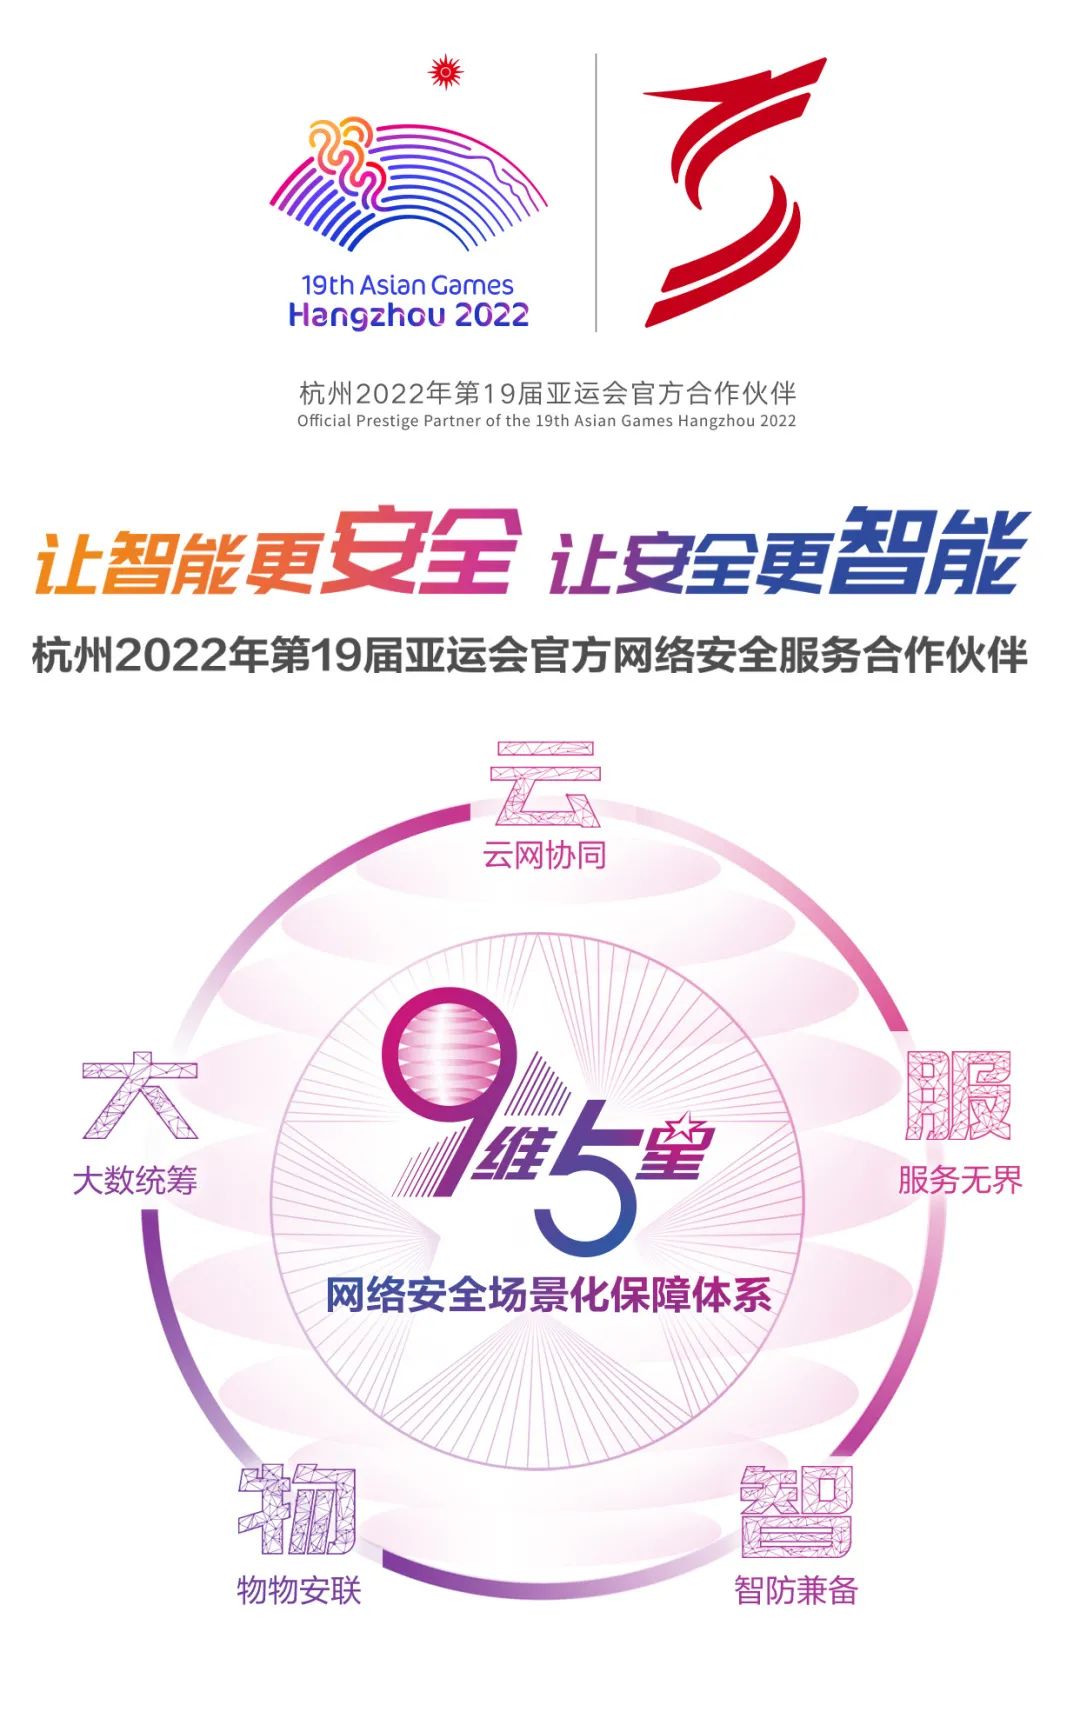 19th Asian Games
Hangzhou 2022
杭州2022年第19届亚运会官方合作伙伴
Official Prestige Partner of the 19th Asian Games Hangzhou 2022
让智能更安全 让安全更智能
杭州2022年第19届亚运会官方网络安全服务合作伙伴
云
云网协同
大
大数统筹
服
服务无界
9维5星
网络安全场景化保障体系
物
物物安联
智
智防兼备